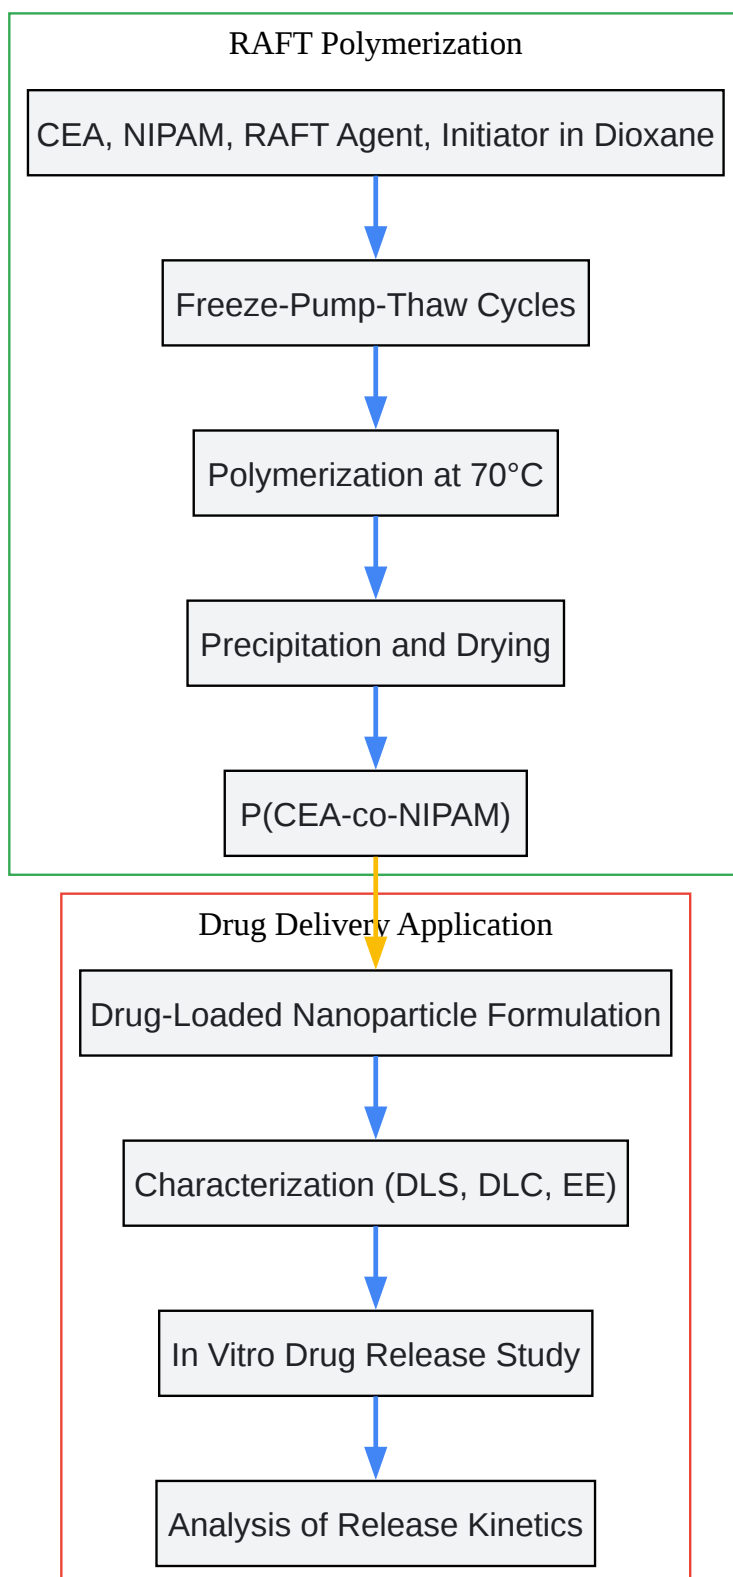 RAFT Polymerization
CEA, NIPAM, RAFT Agent, Initiator in Dioxane
Freeze-Pump-Thaw Cycles
Polymerization at 70°C
Precipitation and Drying
P(CEA-co-NIPAM)
Drug Delivery Application
Drug-Loaded Nanoparticle Formulation
Characterization (DLS, DLC, EE)
In Vitro Drug Release Study
Analysis of Release Kinetics